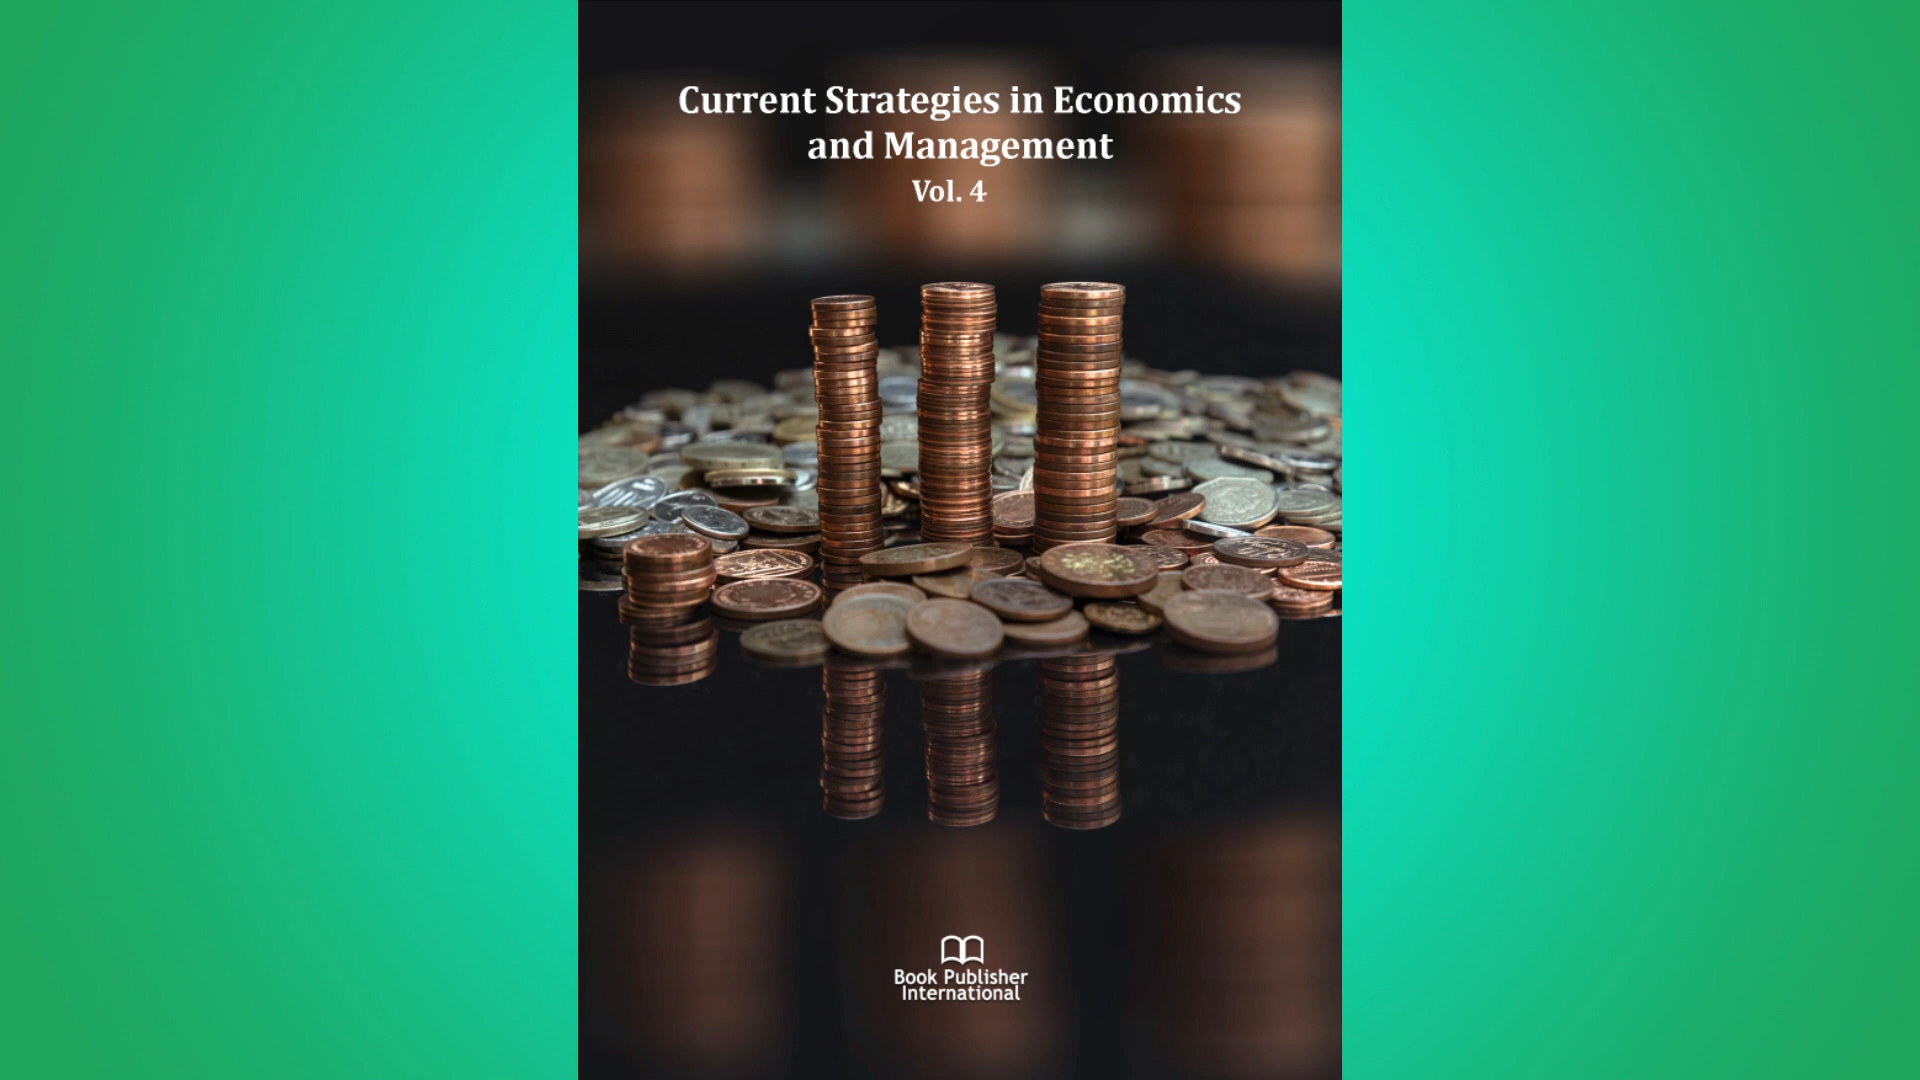 Current Strategies in Economics
and Management
Vol. 4
Book Publisher
International